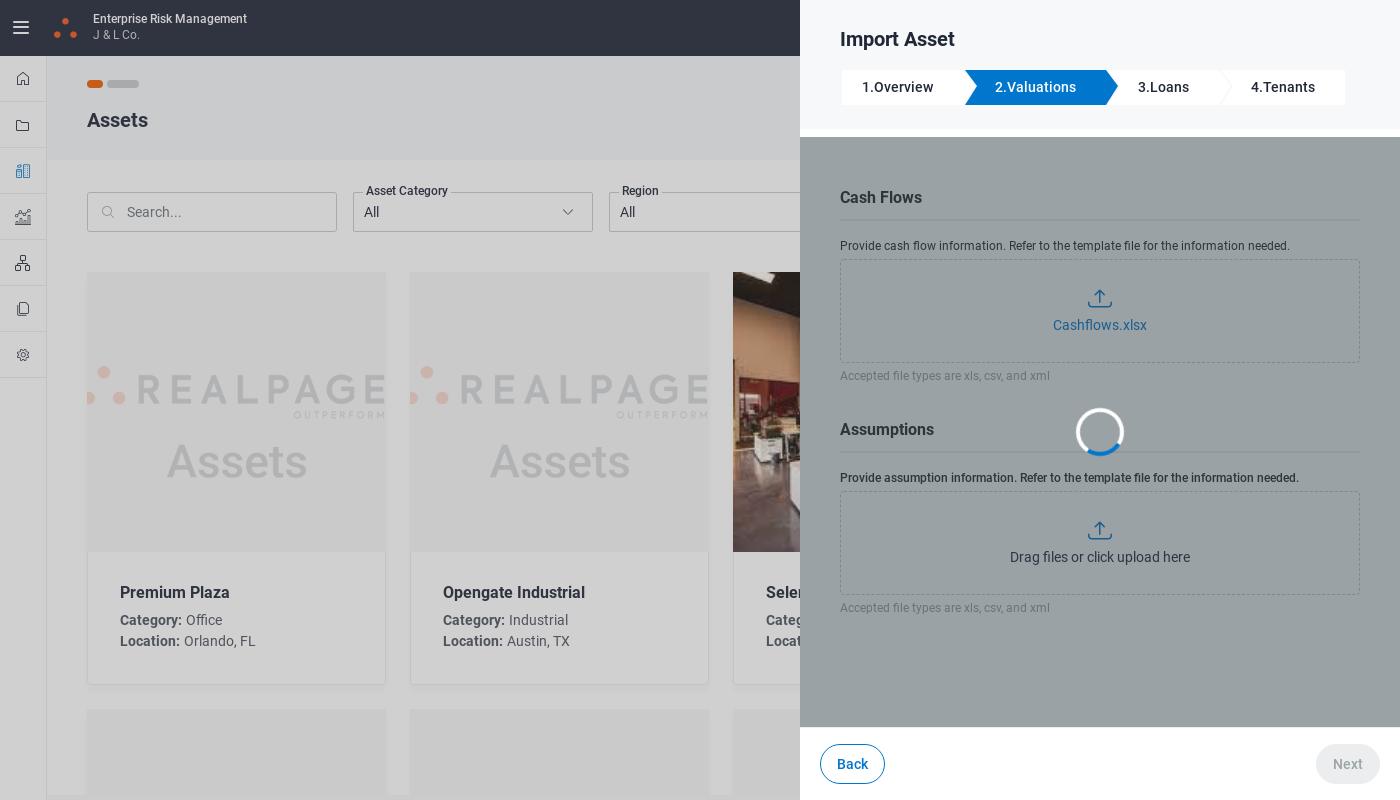 Enterprise Risk Management
J & L Co.
Assets
Search...
Asset Category
All
Region
All
REALPAGE
OUTPERFORM
Assets
REALPAGE
OUTPERFORM
Assets
Premium Plaza
Category: Office
Location: Orlando, FL
Opengate Industrial
Category: Industrial
Location: Austin, TX
Import Asset
1.Overview
2.Valuations
3.Loans
4.Tenants
Cash Flows
Provide cash flow information. Refer to the template file for the information needed.
Cashflows.xlsx
Accepted file types are xls, csv, and xml
Assumptions
Provide assumption information. Refer to the template file for the information needed.
Drag files or click upload here
Accepted file types are xls, csv, and xml
Back
Next